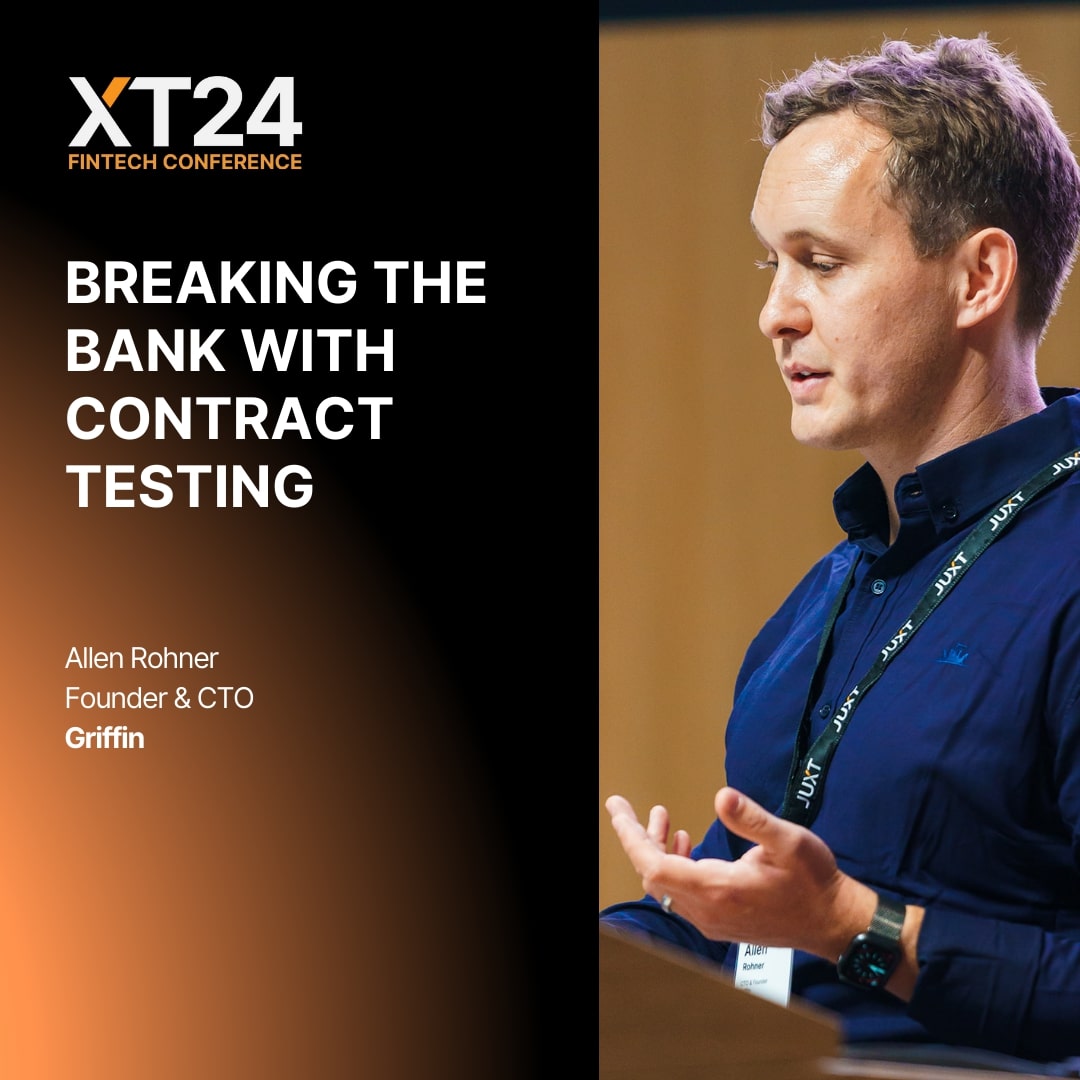 XT24
FINTECH CONFERENCE
BREAKING THE
BANK WITH
CONTRACT
TESTING
Allen Rohner
Founder & CTO
Griffin
JUXT
JUXT
JUXT
JUXT
JUXT
JUXT
Allen
Rohner
CTO & Founder